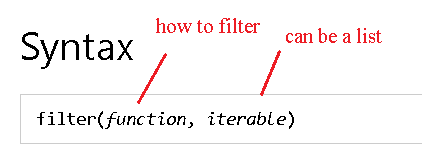 how to filter
can be a list
Syntax
filter(function, iterable)